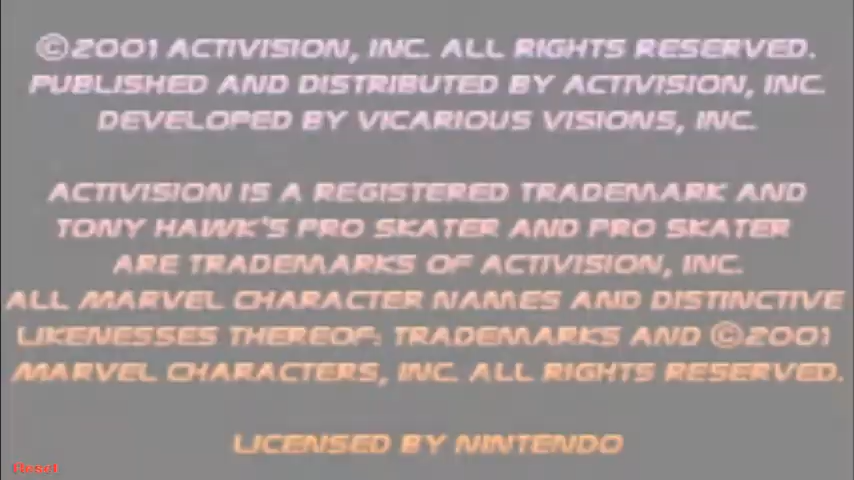 ©2001 ACTIVISION, INC. ALL RIGHTS RESERVED.
PUBLISHED AND DISTRIBUTED BY ACTIVISION, INC.
DEVELOPED BY VICARIOUS VISIONS, INC.
ACTIVISION IS A REGISTERED TRADEMARK AND
TONY HAWK'S PRO SKATER AND PRO SKATER
ARE TRADEMARKS OF ACTIVISION, INC.
ALL MARVEL CHARACTER NAMES AND DISTINCTIVE
LIKENESSES THEREOF: TRADEMARKS AND ©2001
MARVEL CHARACTERS, INC. ALL RIGHTS RESERVED.
LICENSED BY NINTENDO
Reset